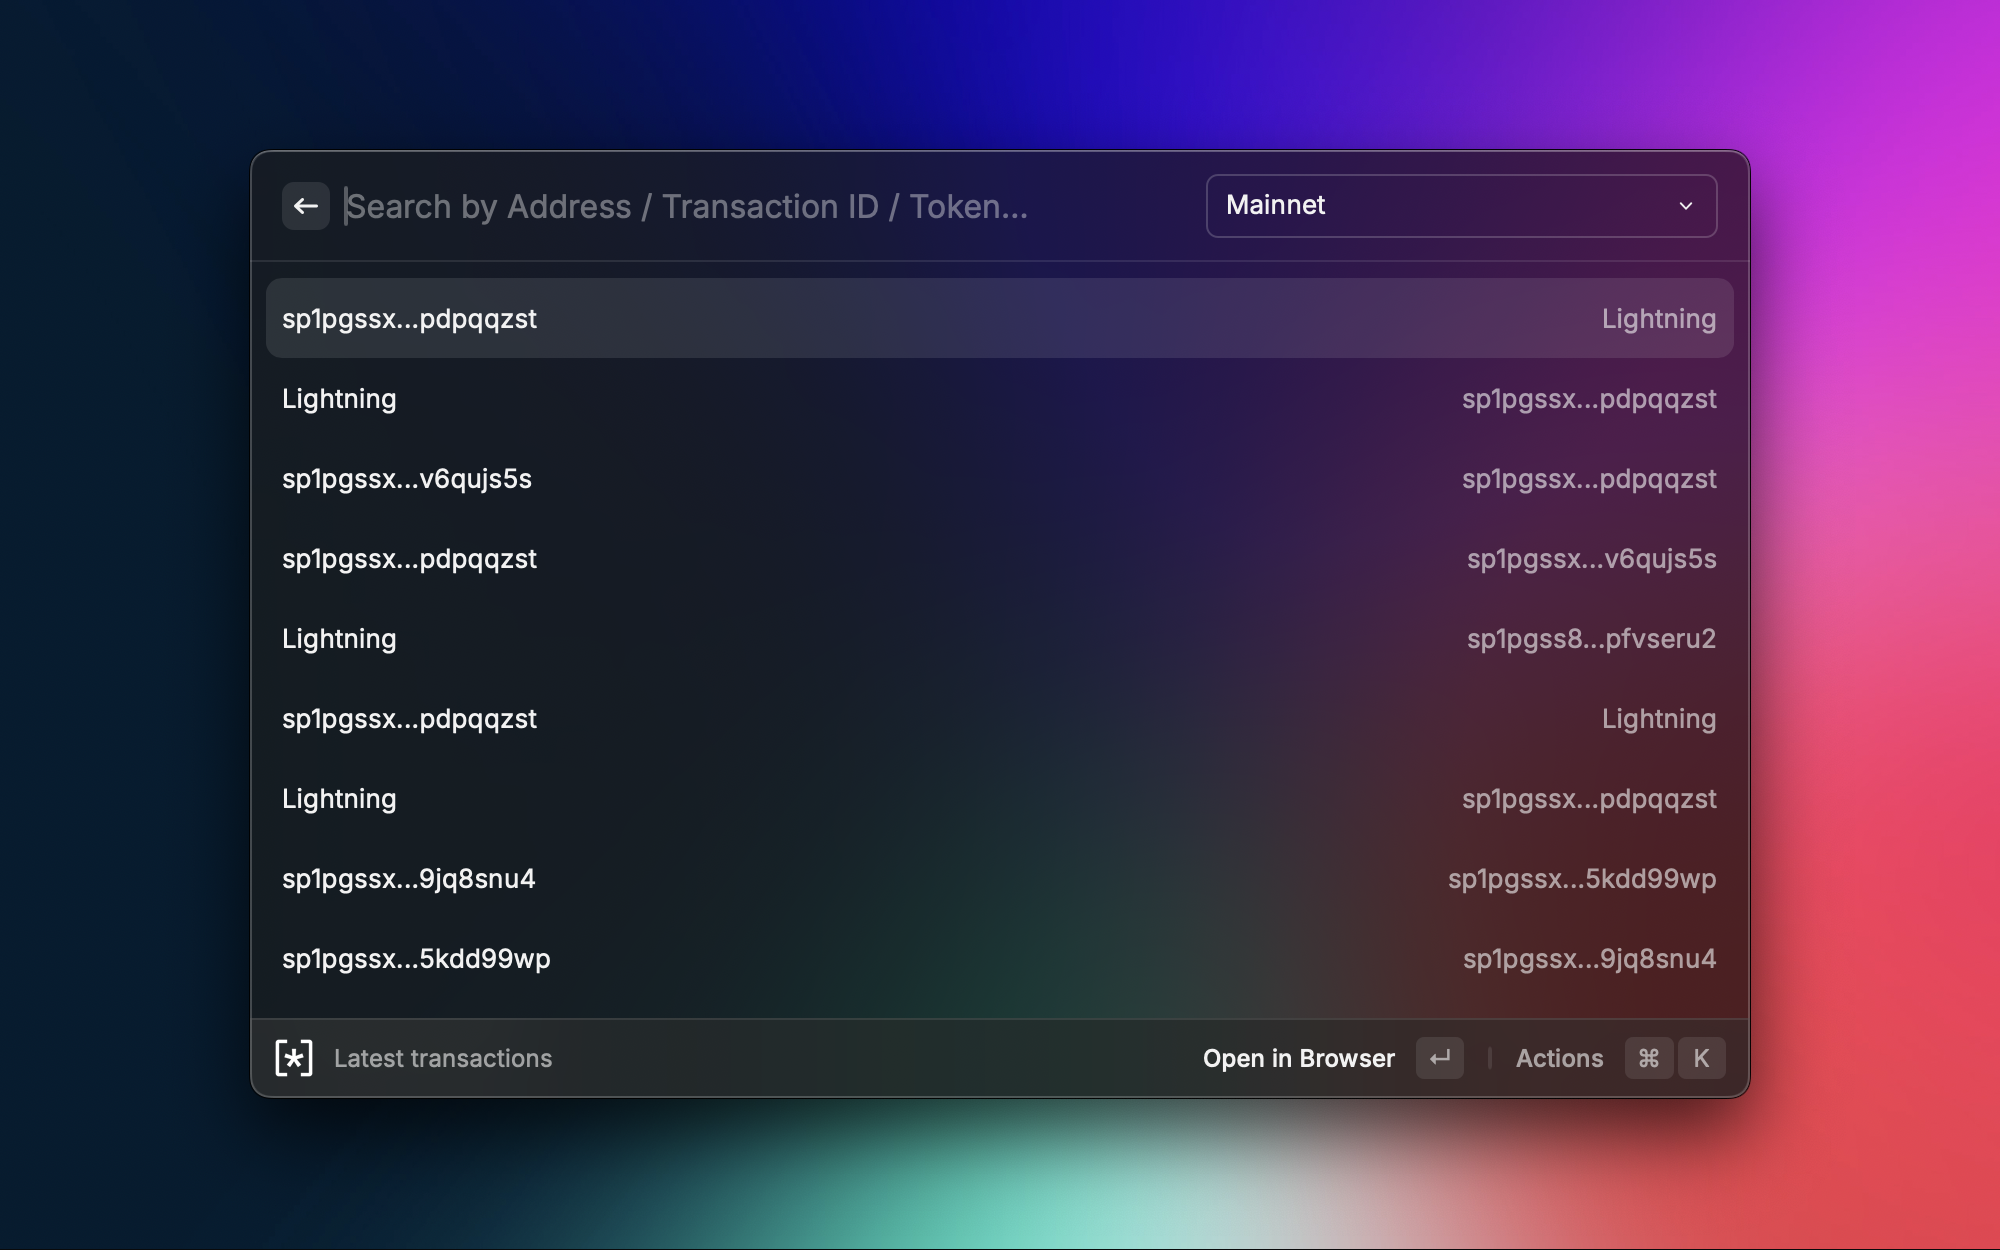 Search by Address / Transaction ID / Token...
Mainnet
sp1pgssx...pdpqqzst Lightning
Lightning sp1pgssx...pdpqqzst
sp1pgssx...v6qujs5s sp1pgssx...pdpqqzst
sp1pgssx...pdpqqzst sp1pgssx...v6qujs5s
Lightning sp1pgss8...pfvseru2
sp1pgssx...pdpqqzst Lightning
Lightning sp1pgssx...pdpqqzst
sp1pgssx...9jq8snu4 sp1pgssx...5kdd99wp
sp1pgssx...5kdd99wp sp1pgssx...9jq8snu4
Latest transactions Open in Browser ↵ Actions ⌘ K